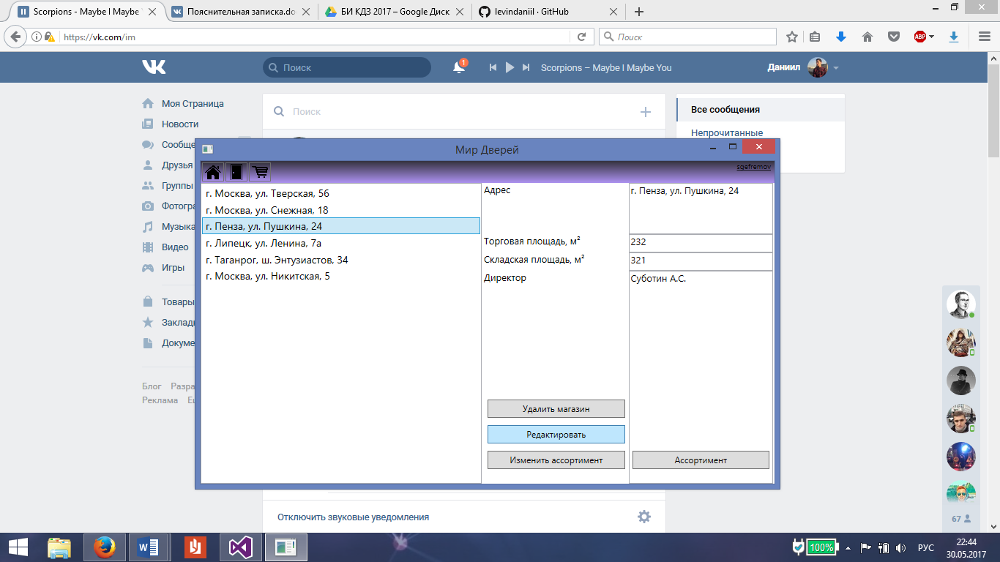 Scorpions - Maybe I Maybe
Пояснительная записка.do
БИ КДЗ 2017 – Google Диск
levindaniil · GitHub
https://vk.com/im
Поиск
ABP
Поиск
1
Scorpions – Maybe I Maybe You
Даниил
Моя Страница
Новости
Сообще
Друзья
Группы
Фотогра
Музыка
Видео
Игры
Товары
Закладк
Докуме
Блог Разра
Реклама
Поиск
Все сообщения
Непрочитанные
Мир Дверей
sgefremov
г. Москва, ул. Тверская, 56
г. Москва, ул. Снежная, 18
г. Пенза, ул. Пушкина, 24
г. Липецк, ул. Ленина, 7а
г. Таганрог, ш. Энтузиастов, 34
г. Москва, ул. Никитская, 5
Адрес
г. Пенза, ул. Пушкина, 24
Торговая площадь, м²
232
Складская площадь, м²
321
Директор
Суботин А.С.
Удалить магазин
Редактировать
Изменить ассортимент
Ассортимент
Отключить звуковые уведомления
67
100%
РУС
22:44
30.05.2017